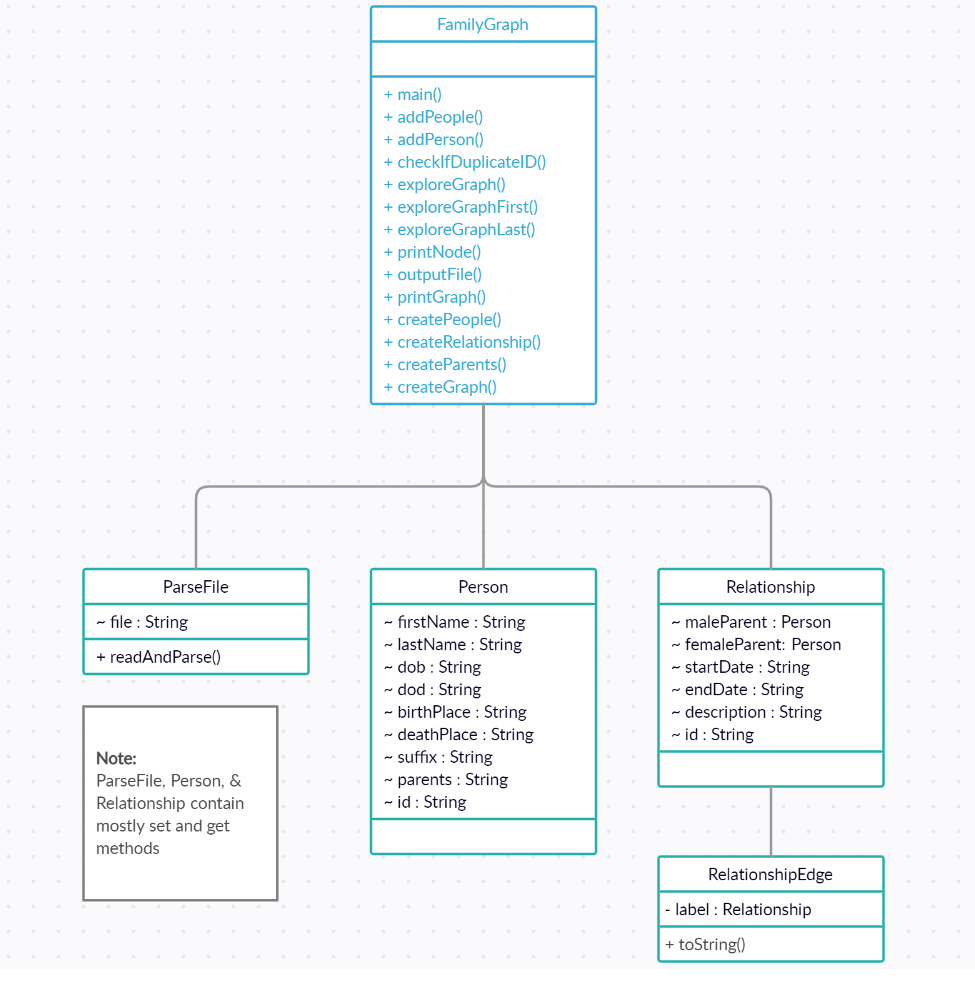 FamilyGraph
+ main()
+ addPeople()
+ addPerson()
+ checkIfDuplicateID()
+ exploreGraph()
+ exploreGraphFirst()
+ exploreGraphLast()
+ printNode()
+ outputFile()
+ printGraph()
+ createPeople()
+ createRelationship()
+ createParents()
+ createGraph()
ParseFile
~ file : String
+ readAndParse()
Note:
ParseFile, Person, &
Relationship contain
mostly set and get
methods
Person
~ firstName : String
~ lastName : String
~ dob : String
~ dod : String
~ birthPlace : String
~ deathPlace : String
~ suffix : String
~ parents : String
~ id : String
Relationship
~ maleParent : Person
~ femaleParent: Person
~ startDate : String
~ endDate : String
~ description : String
~ id : String
RelationshipEdge
- label : Relationship
+ toString()